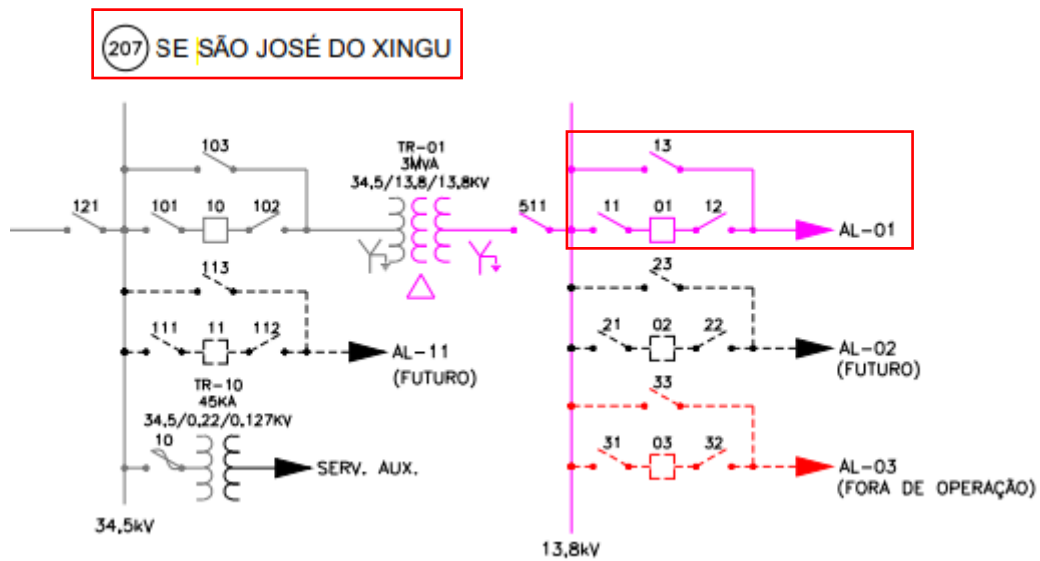 207 SE SÃO JOSÉ DO XINGU
103
TR-01
3MVA
34.5/13.8/13.8KV
13
121
101
10
102
511
11
01
12
AL-01
113
23
111
11
112
AL-11
(FUTURO)
21
02
22
AL-02
(FUTURO)
TR-10
45KA
34.5/0.22/0.127KV
33
10
SERV. AUX.
31
03
32
AL-03
(FORA DE OPERAÇÃO)
34.5kV
13.8kV